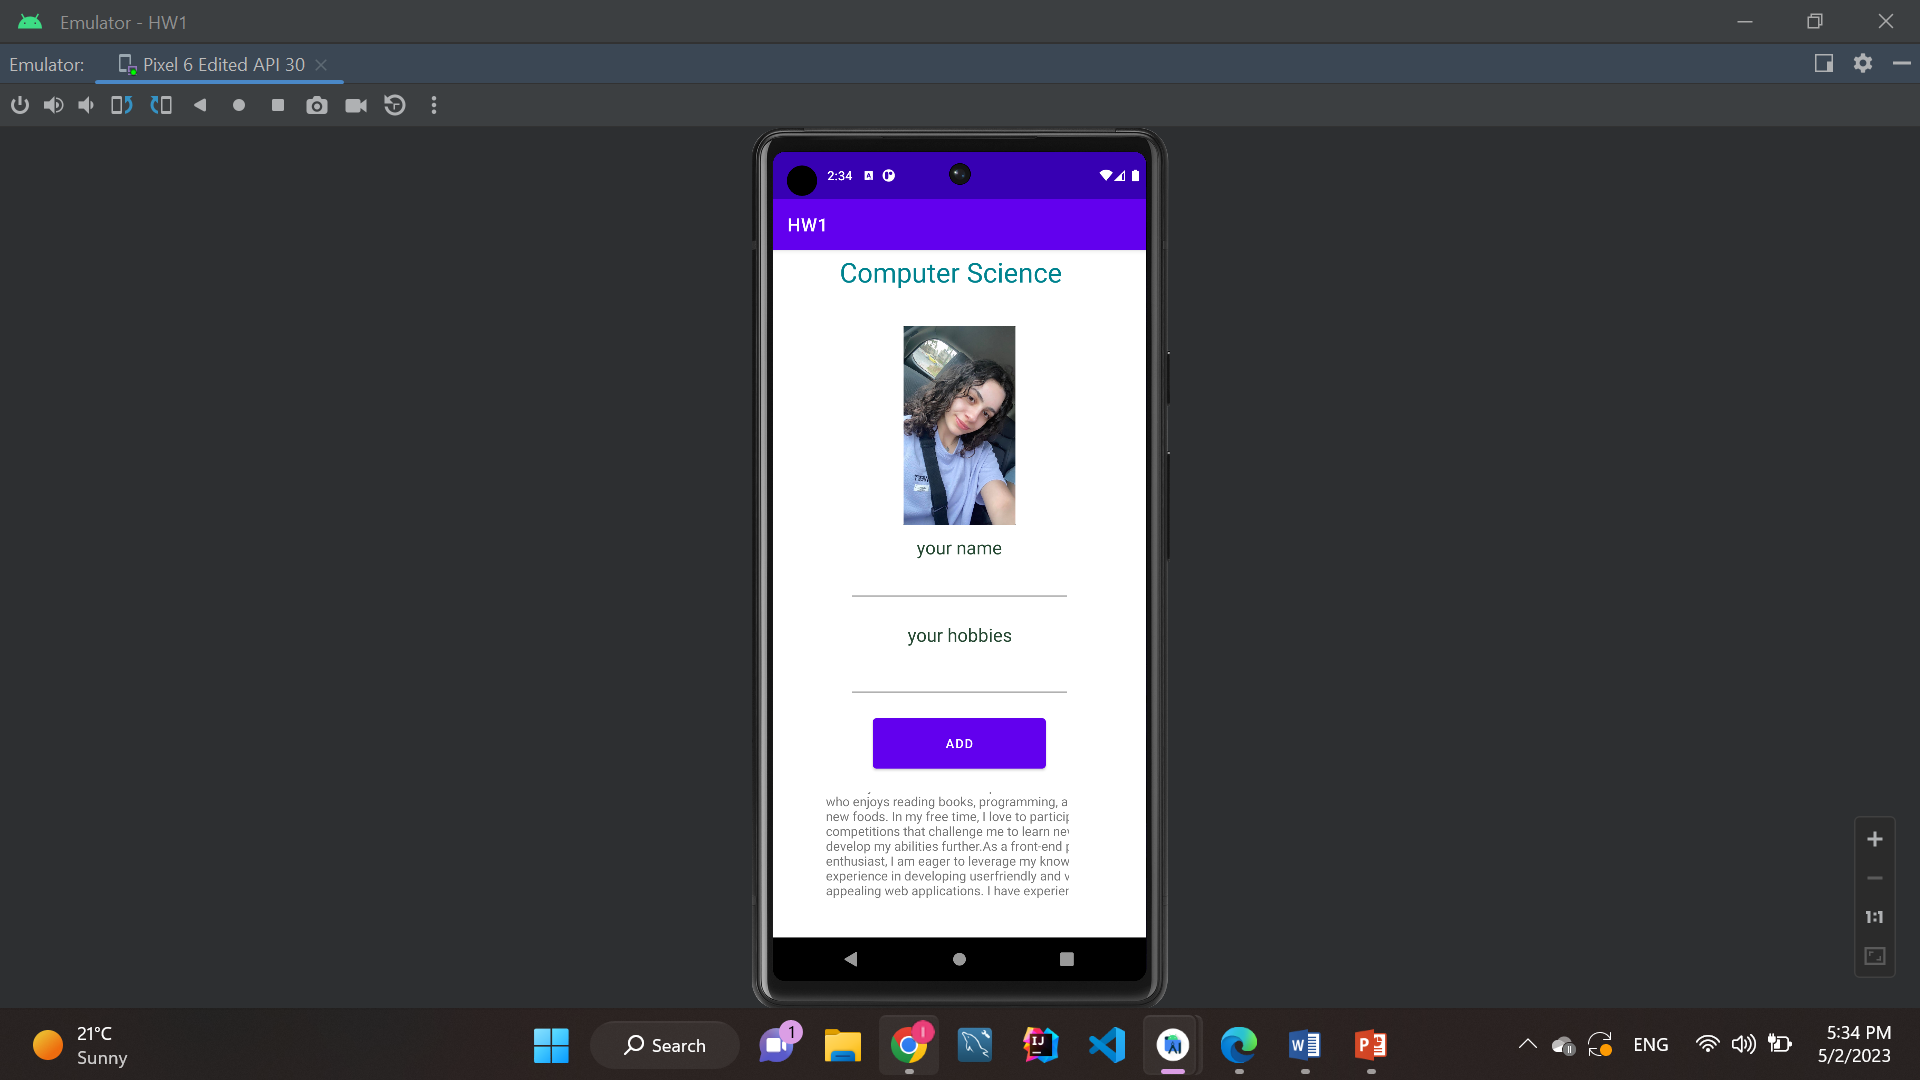 Emulator - HW1
Emulator: Pixel 6 Edited API 30
2:34
HW1
Computer Science
your name
your hobbies
ADD
who enjoys reading books, programming, a
new foods. In my free time, I love to particip
competitions that challenge me to learn nev
develop my abilities further.As a front-end p
enthusiast, I am eager to leverage my know
experience in developing userfriendly and v
appealing web applications. I have experier
1:1
21°C
Sunny
Search
1
ENG
5:34 PM
5/2/2023